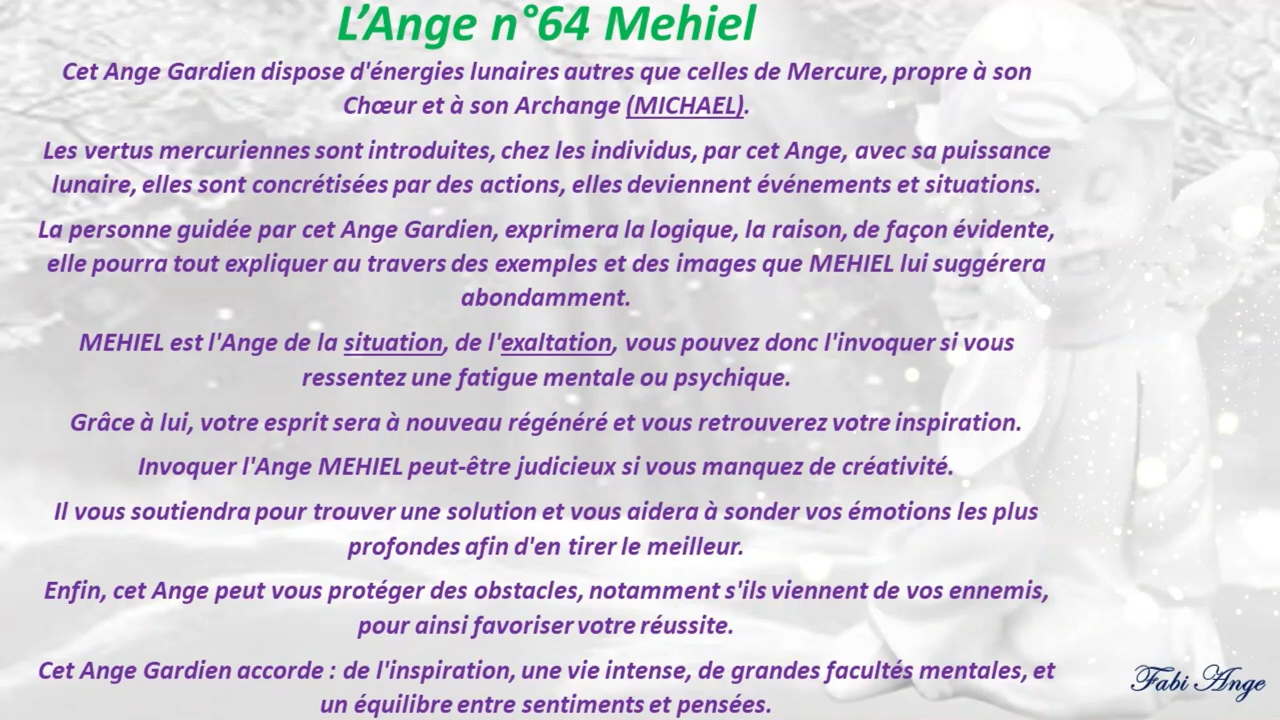 L’Ange n°64 Mehiel
Cet Ange Gardien dispose d'énergies lunaires autres que celles de Mercure, propre à son
Chœur et à son Archange (MICHAEL).
Les vertus mercuriennes sont introduites, chez les individus, par cet Ange, avec sa puissance
lunaire, elles sont concrétisées par des actions, elles deviennent événements et situations.
La personne guidée par cet Ange Gardien, exprimera la logique, la raison, de façon évidente,
elle pourra tout expliquer au travers des exemples et des images que MEHIEL lui suggérera
abondamment.
MEHIEL est l'Ange de la situation, de l'exaltation, vous pouvez donc l'invoquer si vous
ressentez une fatigue mentale ou psychique.
Grâce à lui, votre esprit sera à nouveau régénéré et vous retrouverez votre inspiration.
Invoquer l'Ange MEHIEL peut-être judicieux si vous manquez de créativité.
Il vous soutiendra pour trouver une solution et vous aidera à sonder vos émotions les plus
profondes afin d'en tirer le meilleur.
Enfin, cet Ange peut vous protéger des obstacles, notamment s'ils viennent de vos ennemis,
pour ainsi favoriser votre réussite.
Cet Ange Gardien accorde : de l'inspiration, une vie intense, de grandes facultés mentales, et
un équilibre entre sentiments et pensées.
Fabi Ange